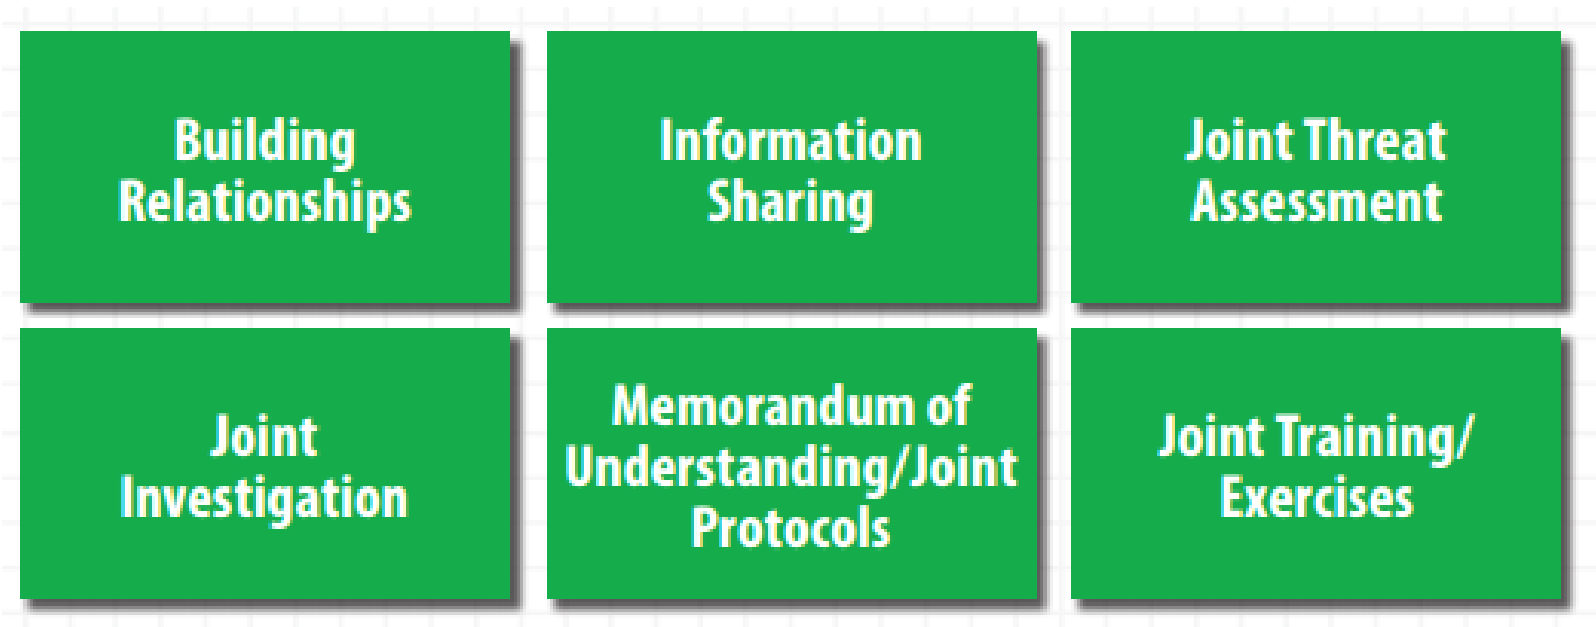 Building
Relationships
Information
Sharing
Joint Threat
Assessment
Joint
Investigation
Memorandum of
Understanding/Joint
Protocols
Joint Training/
Exercises